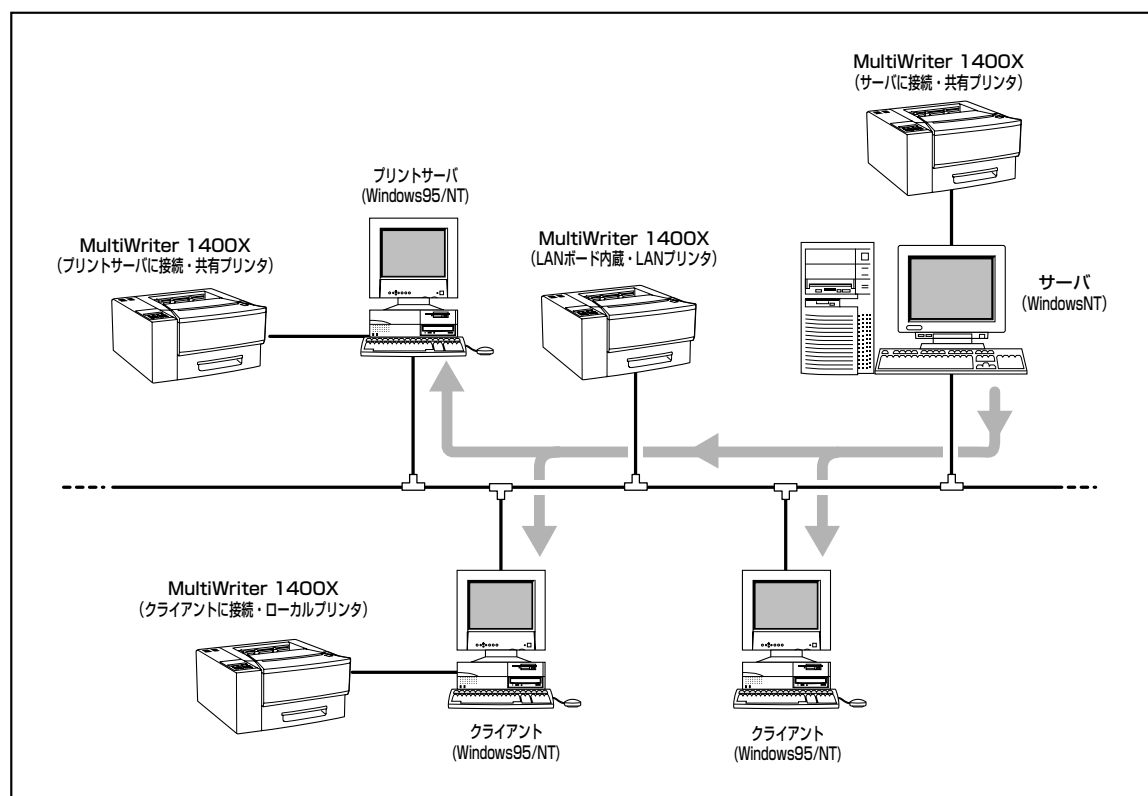 MultiWriter 1400X
(サーバに接続・共有プリンタ)
プリントサーバ
(Windows95/NT)
MultiWriter 1400X
(プリントサーバに接続・共有プリンタ)
MultiWriter 1400X
(LANボード内蔵・LANプリンタ)
サーバ
(WindowsNT)
MultiWriter 1400X
(クライアントに接続・ローカルプリンタ)
クライアント
(Windows95/NT)
クライアント
(Windows95/NT)